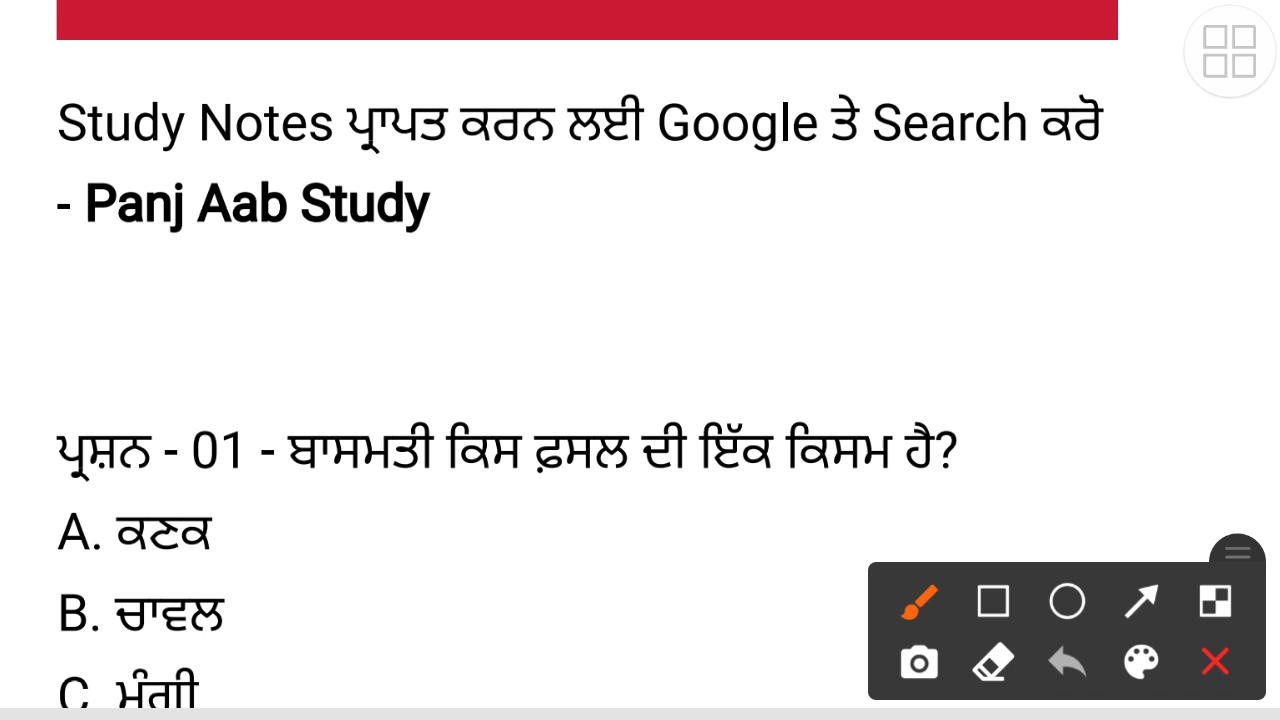 Study Notes ਪ੍ਰਾਪਤ ਕਰਨ ਲਈ Google ਤੇ Search ਕਰੋ
- Panj Aab Study
ਪ੍ਰਸ਼ਨ - 01 - ਬਾਸਮਤੀ ਕਿਸ ਫ਼ਸਲ ਦੀ ਇੱਕ ਕਿਸਮ ਹੈ?
A. ਕਣਕ
B. ਚਾਵਲ
C. ਮੂੰਗੀ